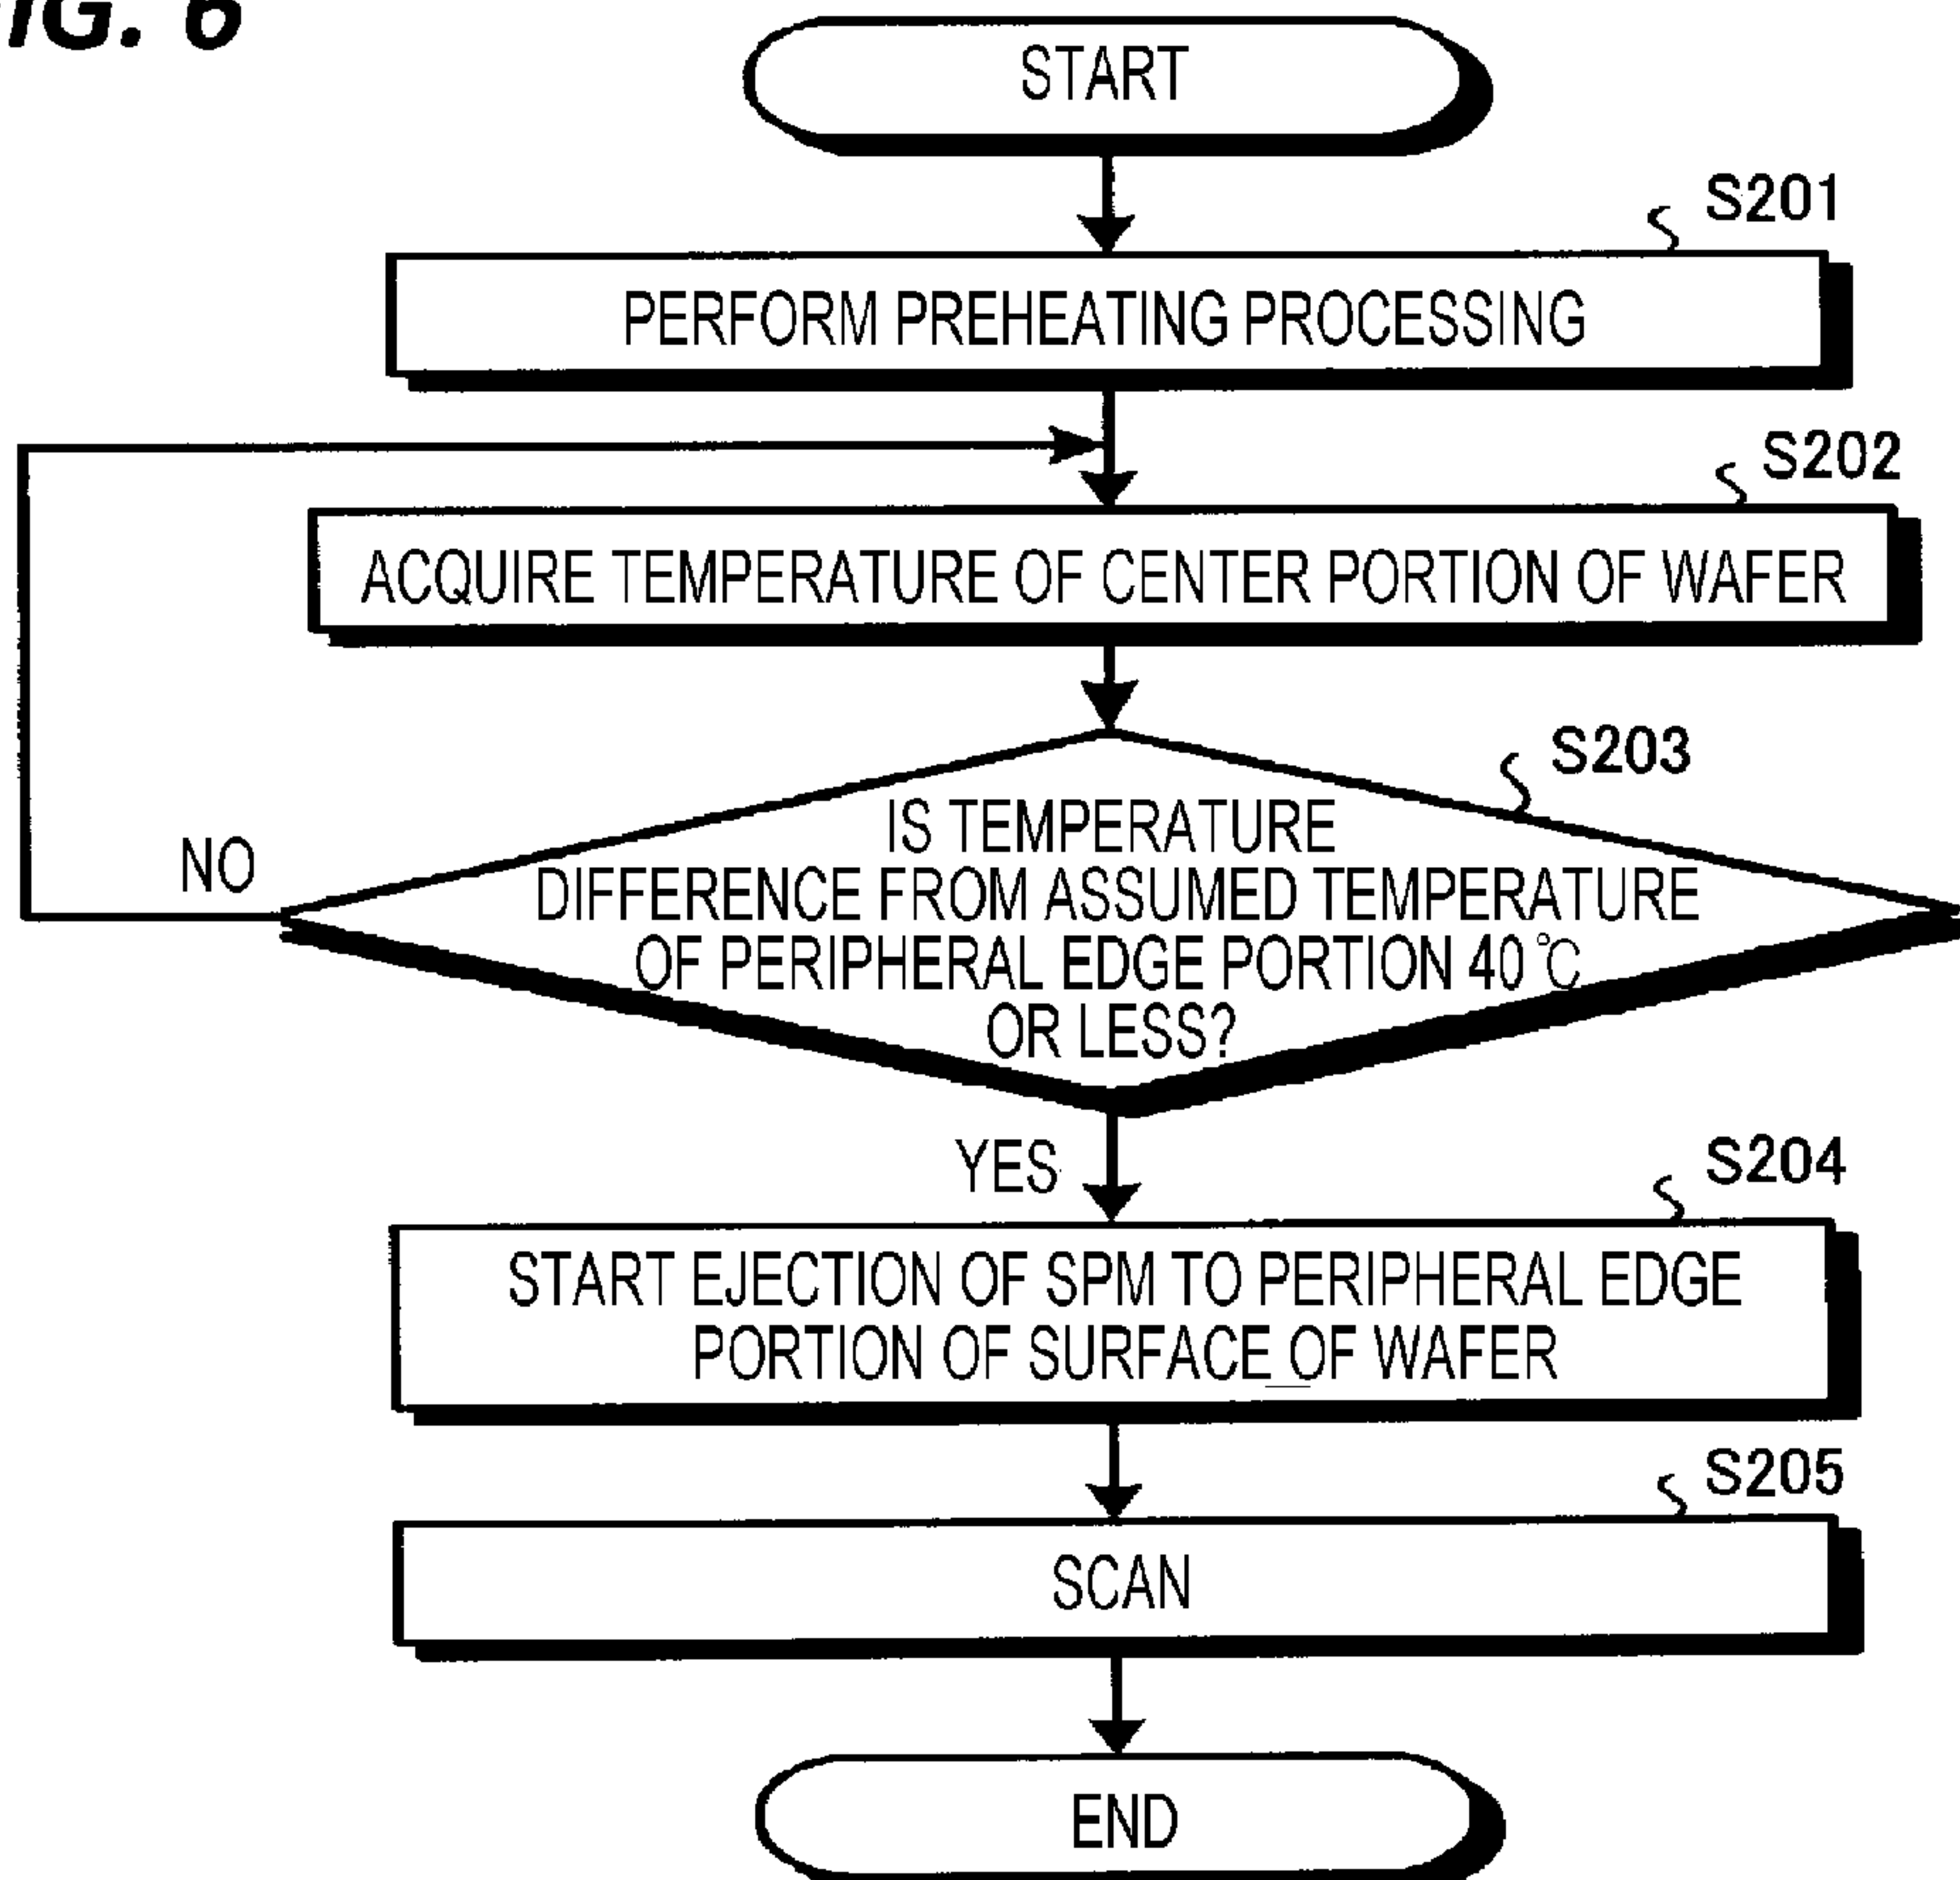 FIG. 6
START
S201
PERFORM PREHEATING PROCESSING
S202
ACQUIRE TEMPERATURE OF CENTER PORTION OF WAFER
S203
IS TEMPERATURE
DIFFERENCE FROM ASSUMED TEMPERATURE
OF PERIPHERAL EDGE PORTION 40°C
OR LESS?
NO
YES
S204
START EJECTION OF SPM TO PERIPHERAL EDGE
PORTION OF SURFACE OF WAFER
S205
SCAN
END